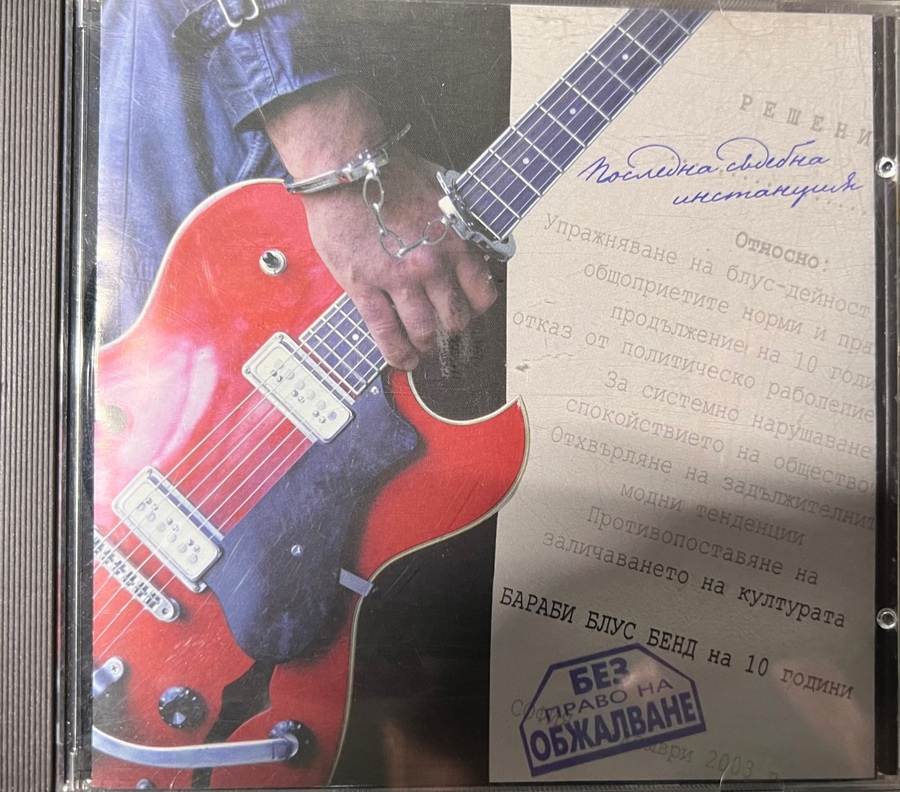 РЕШЕНИ
Последна съдебна
инстанция
Относно:
Упражняване на блус-дейност
общоприетите норми и пра
продължение на 10 годи
отказ от политическо раболепие
За системно нарушаване
спокойствието на общество
Отхвърляне на задължителнит
модни тенденции
Противопоставяне на
заличаването на културата
БАРАБИ БЛУС БЕНД на 10 години
БЕЗ
ПРАВО НА
ОБЖАЛВАНЕ
2003